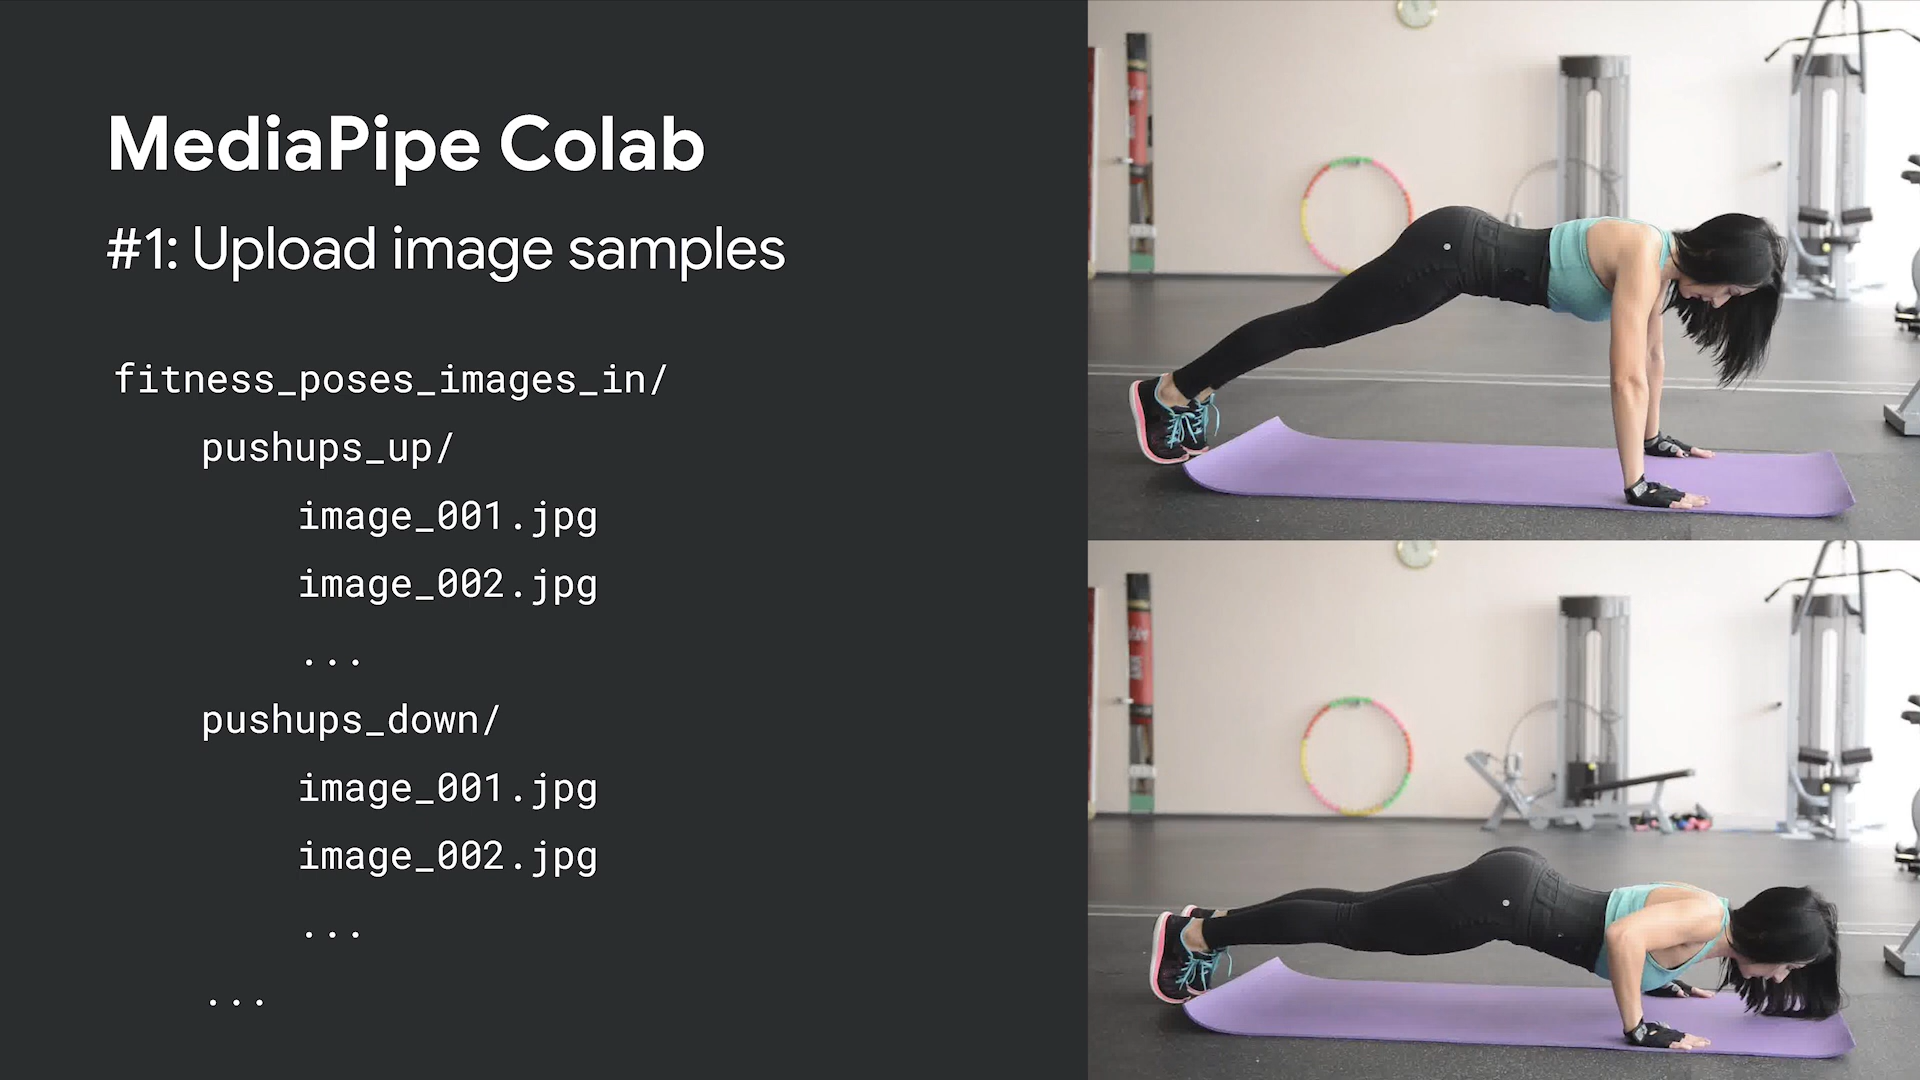 MediaPipe Colab
#1: Upload image samples
fitness_poses_images_in/
pushups_up/
image_001.jpg
image_002.jpg
...
pushups_down/
image_001.jpg
image_002.jpg
...
...